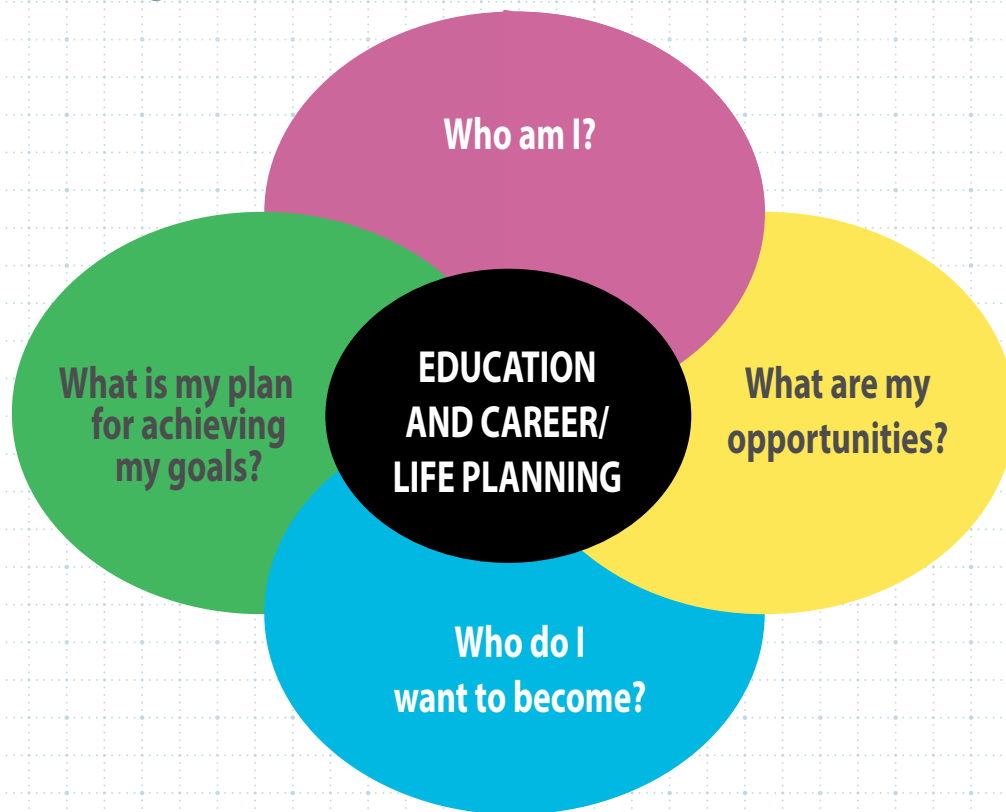 Who am I?
EDUCATION
AND CAREER/
LIFE PLANNING
What is my plan
for achieving
my goals?
What are my
opportunities?
Who do I
want to become?